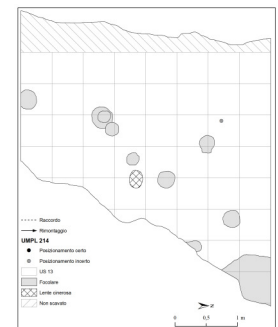 Raccordo
Rimontaggio
UMPL 214
Posizionamento certo
Posizionamento incerto
US 13
Focolare
Lente cinerosa
Non scavato
N
0 0,5 1 m